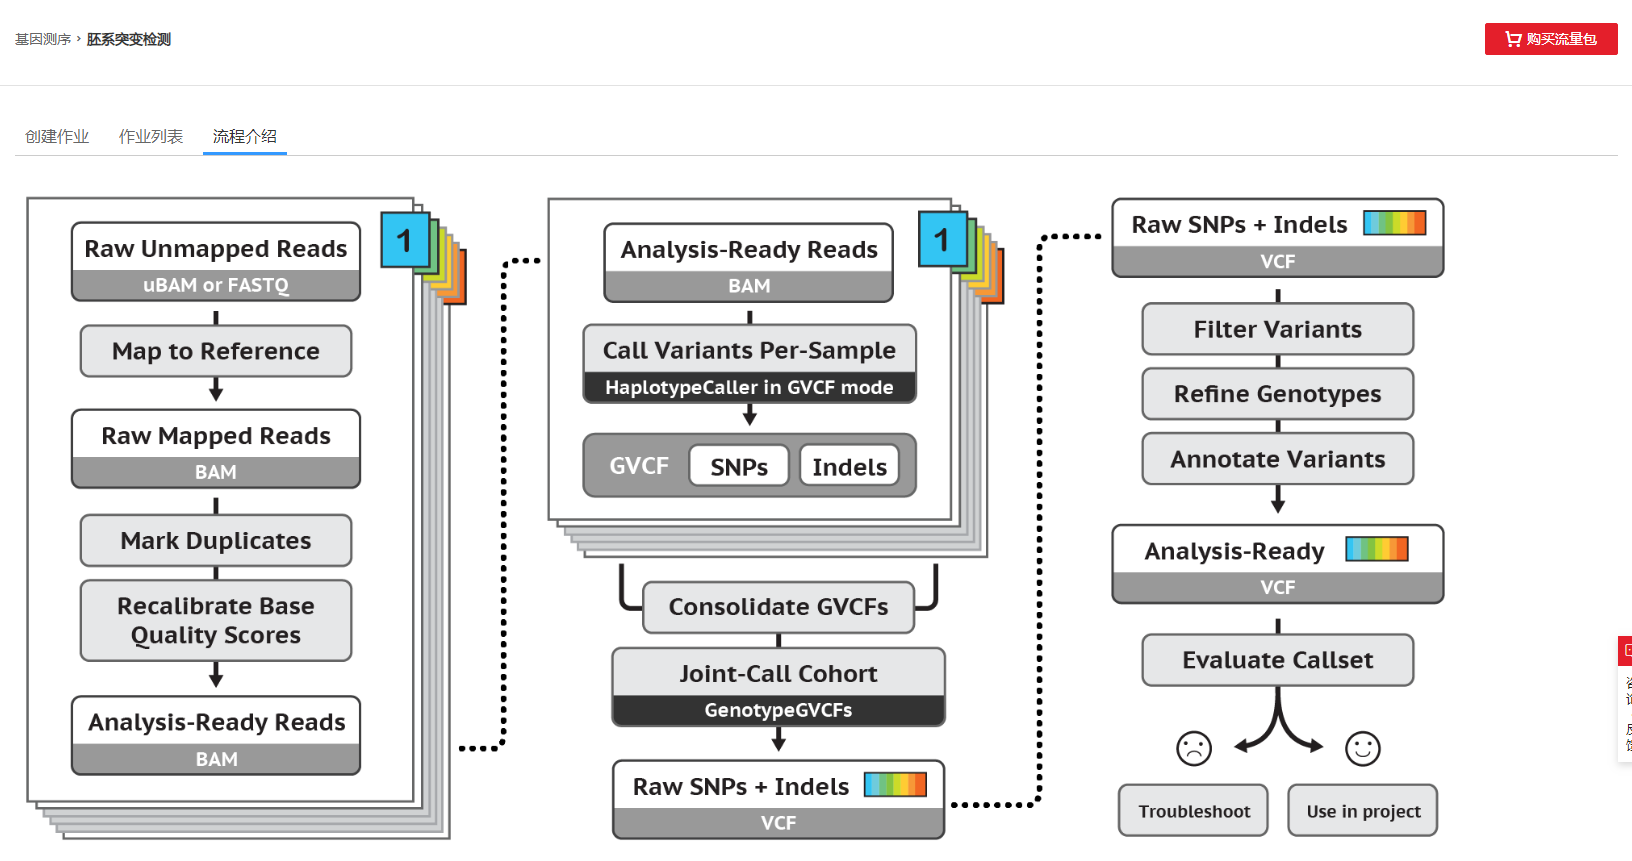 基因测序 › 胚系突变检测
购买流量包
创建作业
作业列表
流程介绍
1
Raw Unmapped Reads
uBAM or FASTQ
Map to Reference
Raw Mapped Reads
BAM
Mark Duplicates
Recalibrate Base
Quality Scores
Analysis-Ready Reads
BAM
1
Analysis-Ready Reads
BAM
Call Variants Per-Sample
HaplotypeCaller in GVCF mode
GVCF
SNPs
Indels
Consolidate GVCFs
Joint-Call Cohort
GenotypeGVCFs
Raw SNPs + Indels
VCF
Raw SNPs + Indels
VCF
Filter Variants
Refine Genotypes
Annotate Variants
Analysis-Ready
VCF
Evaluate Callset
Troubleshoot
Use in project